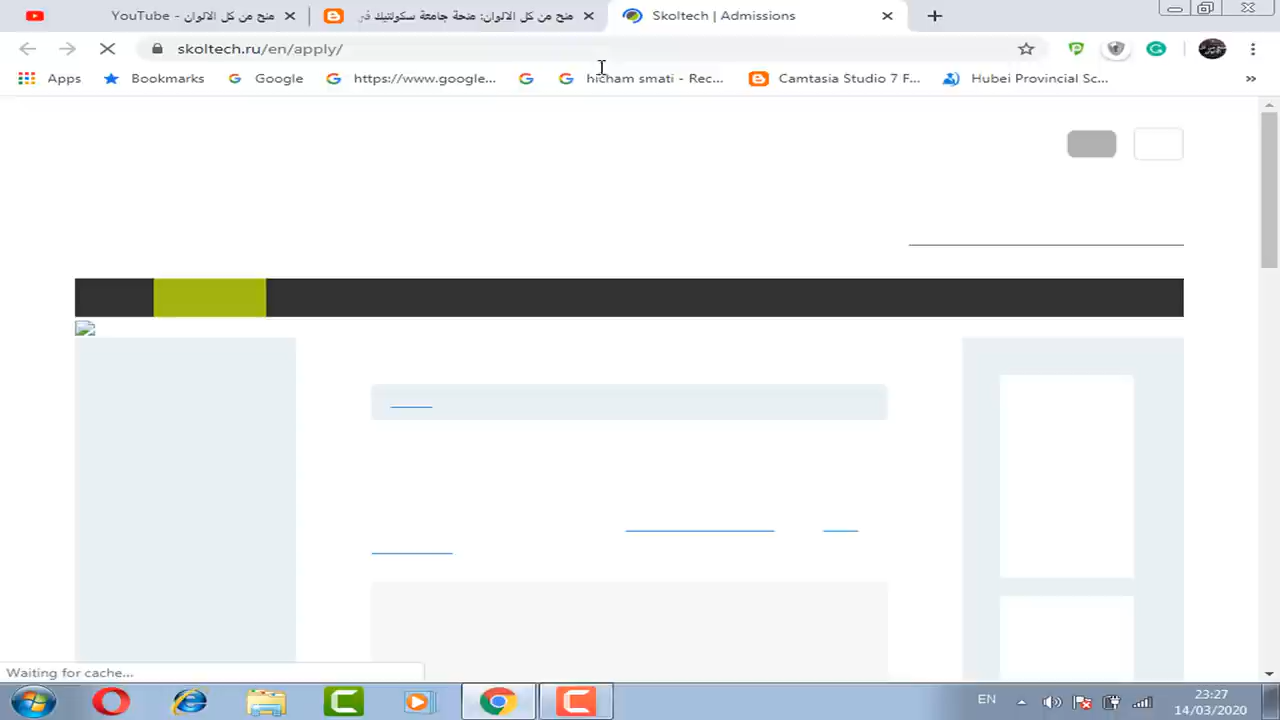 YouTube - منح من كل الالوان
منح من كل الالوان: منحة جامعة سكولتيك في
Skoltech | Admissions
skoltech.ru/en/apply/
Apps
Bookmarks
Google
https://www.google...
hicham smati - Rec...
Camtasia Studio 7 F...
Hubei Provincial Sc...
»
Waiting for cache...
EN
23:27
14/03/2020